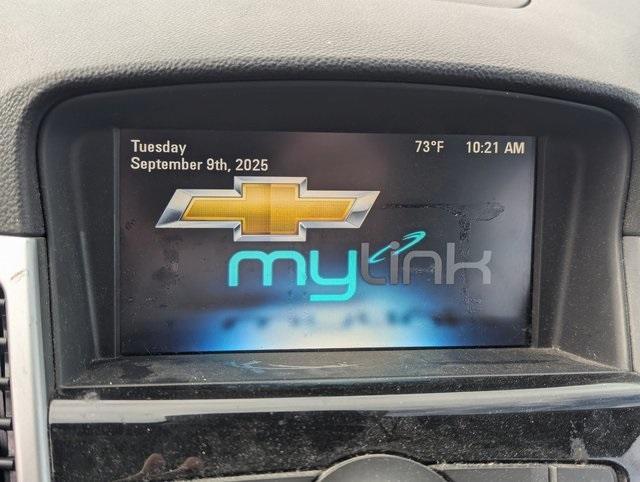 Tuesday 73°F 10:21 AM
September 9th, 2025
mylink